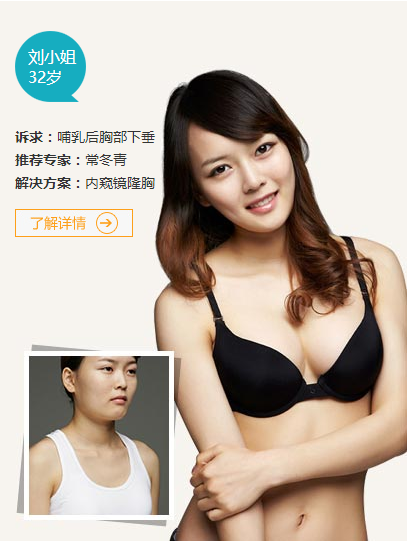 刘小姐
32岁
诉求：哺乳后胸部下垂
推荐专家：常冬青
解决方案：内窥镜隆胸
了解详情